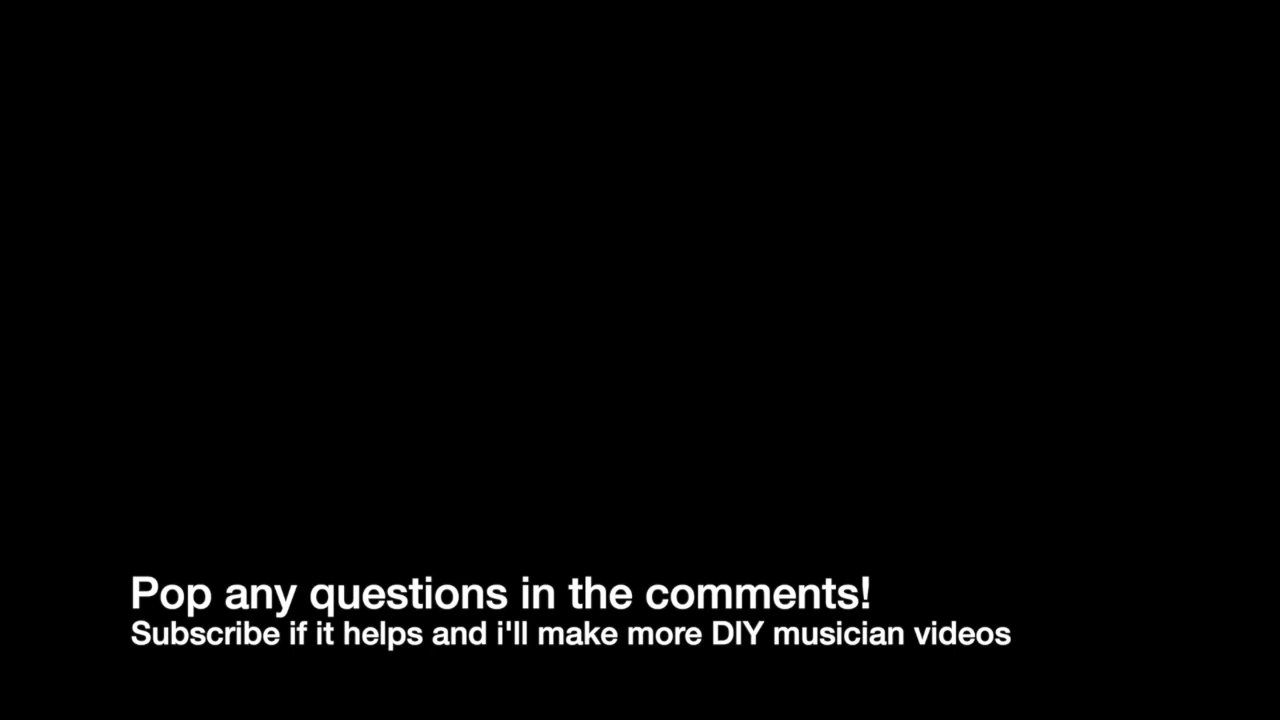 Pop any questions in the comments!
Subscribe if it helps and i'll make more DIY musician videos